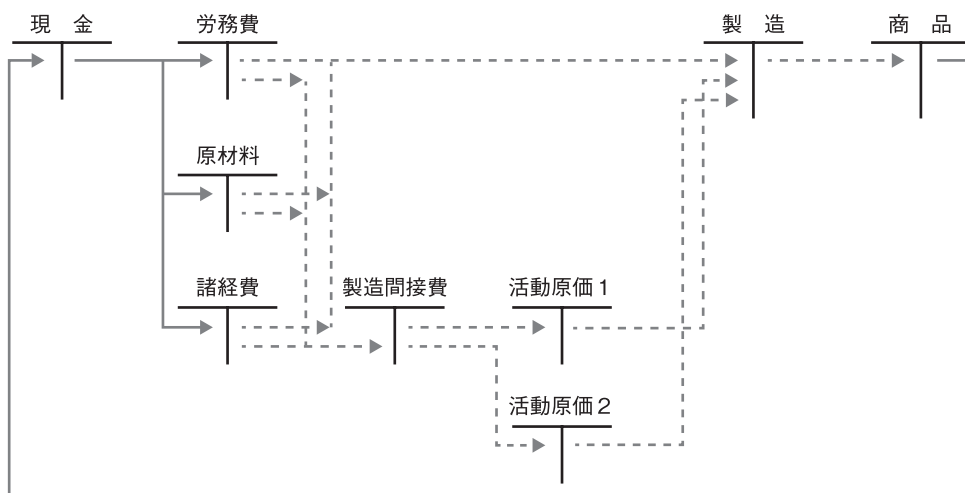 現 金
労務費
製 造
商 品
原材料
諸経費
製造間接費
活動原価1
活動原価2